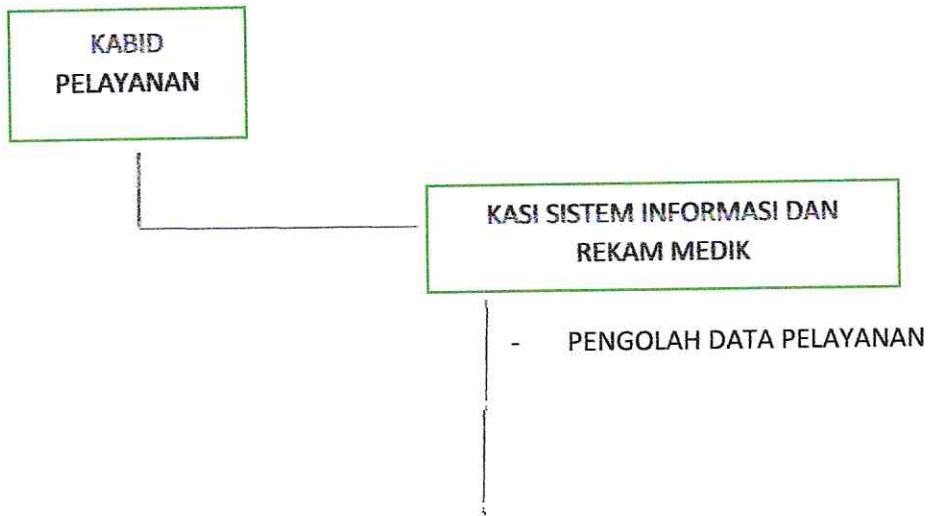 KABID
PELAYANAN
KASI SISTEM INFORMASI DAN
REKAM MEDIK
- PENGOLAH DATA PELAYANAN